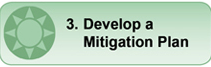 3. Develop a
Mitigation Plan